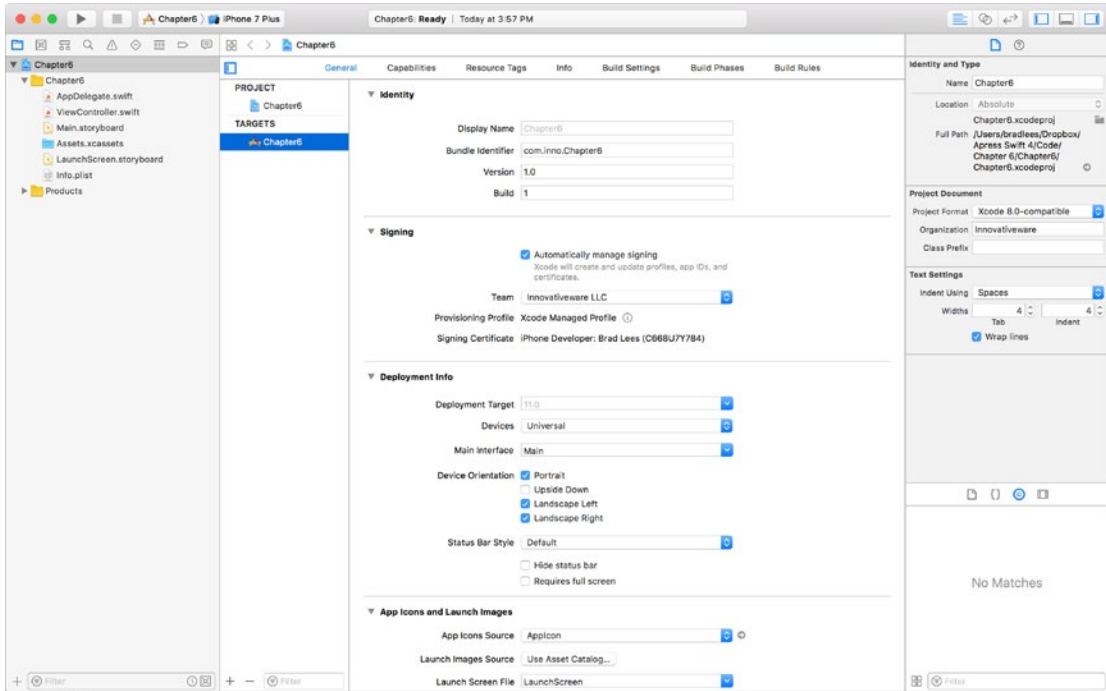 Chapter6 iPhone 7 Plus
Chapter6: Ready | Today at 3:57 PM
Chapter6
Chapter6
AppDelegate.swift
ViewController.swift
Main.storyboard
Assets.xcassets
LaunchScreen.storyboard
Info.plist
Products
Filter
Chapter6
General Capabilities Resource Tags Info Build Settings Build Phases Build Rules
PROJECT
Chapter6
TARGETS
Chapter6
Filter
Identity
Display Name Chapter6
Bundle Identifier com.inno.Chapter6
Version 1.0
Build 1
Signing
Automatically manage signing
Xcode will create and update profiles, app IDs, and
certificates.
Team Innovativeware LLC
Provisioning Profile Xcode Managed Profile
Signing Certificate iPhone Developer: Brad Lees (C668U7Y784)
Deployment Info
Deployment Target 11.0
Devices Universal
Main Interface Main
Device Orientation Portrait
Upside Down
Landscape Left
Landscape Right
Status Bar Style Default
Hide status bar
Requires full screen
App Icons and Launch Images
App Icons Source AppIcon
Launch Images Source Use Asset Catalog...
Launch Screen File LaunchScreen
Identity and Type
Name Chapter6
Location Absolute
Chapter6.xcodeproj
Full Path /Users/bradlees/Dropbox/
Apress Swift 4/Code/
Chapter 6/Chapter6/
Chapter6.xcodeproj
Project Document
Project Format Xcode 8.0-compatible
Organization Innovativeware
Class Prefix
Text Settings
Indent Using Spaces
Widths 4 4
Tab Indent
Wrap lines
No Matches
Filter